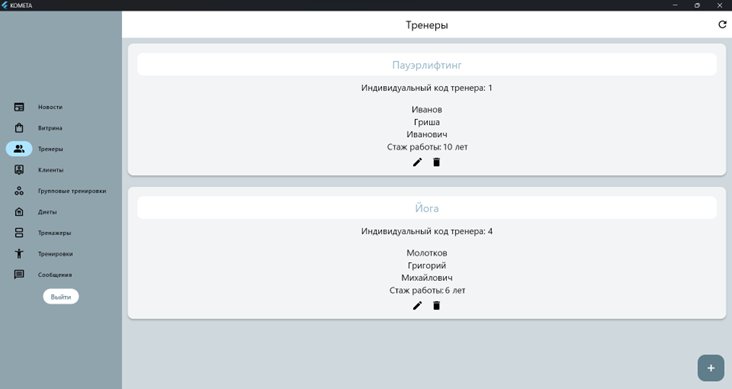 KOMETA
Тренеры
Новости
Витрина
Тренеры
Клиенты
Групповые тренировки
Диеты
Тренажеры
Тренировки
Сообщения
Выйти
Пауэрлифтинг
Индивидуальный код тренера: 1
Иванов
Гриша
Иванович
Стаж работы: 10 лет
Йога
Индивидуальный код тренера: 4
Молотков
Григорий
Михайлович
Стаж работы: 6 лет